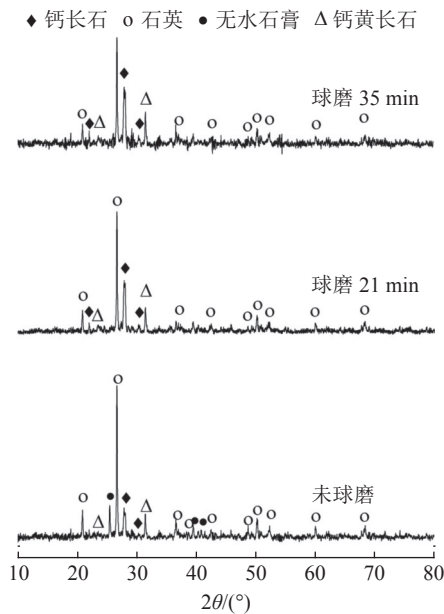 ♦ 钙长石 ○ 石英 ● 无水石膏 Δ 钙黄长石
球磨 35 min
球磨 21 min
未球磨
10 20 30 40 50 60 70 80
2θ/(°)